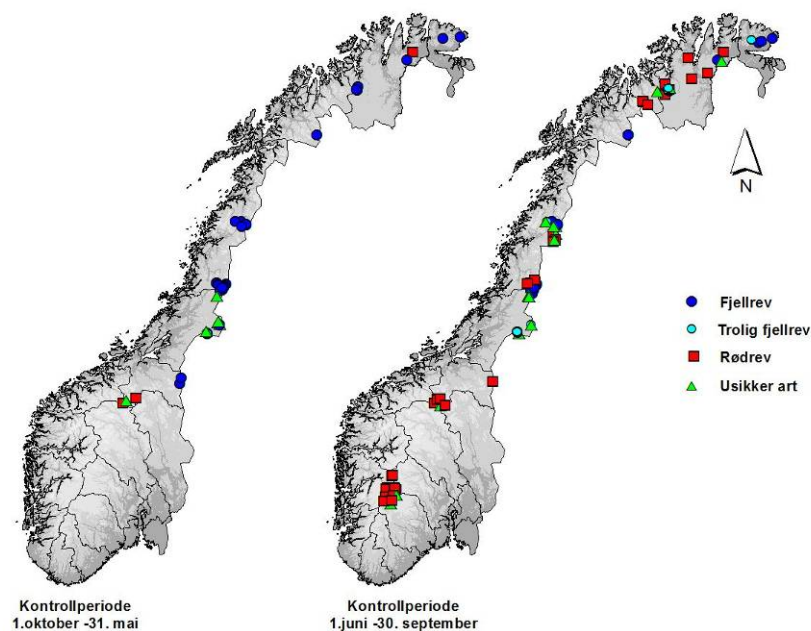 N
Fjellrev
Trolig fjellrev
Rødrev
Usikker art
Kontrollperiode
1.oktober -31. mai
Kontrollperiode
1.juni -30. september